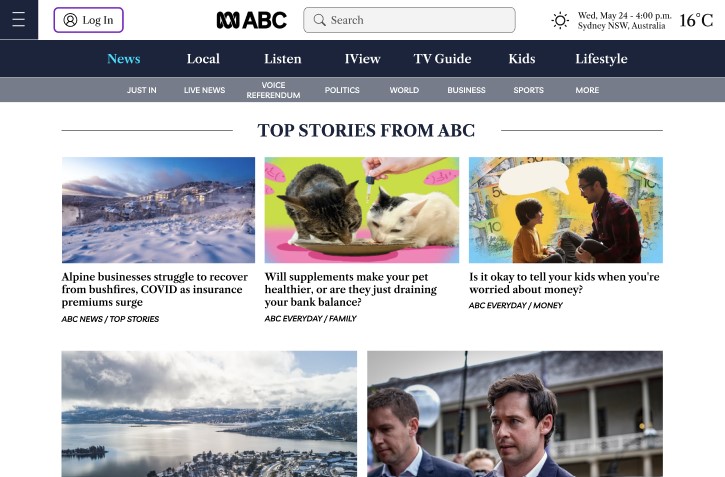 Log In
ABC
Search
Wed, May 24 - 4:00 p.m.
Sydney NSW, Australia
16°C
News
Local
Listen
IView
TV Guide
Kids
Lifestyle
JUST IN
LIVE NEWS
VOICE
REFERENDUM
POLITICS
WORLD
BUSINESS
SPORTS
MORE
TOP STORIES FROM ABC
Alpine businesses struggle to recover
from bushfires, COVID as insurance
premiums surge
ABC NEWS / TOP STORIES
Will supplements make your pet
healthier, or are they just draining
your bank balance?
ABC EVERYDAY / FAMILY
Is it okay to tell your kids when you're
worried about money?
ABC EVERYDAY / MONEY